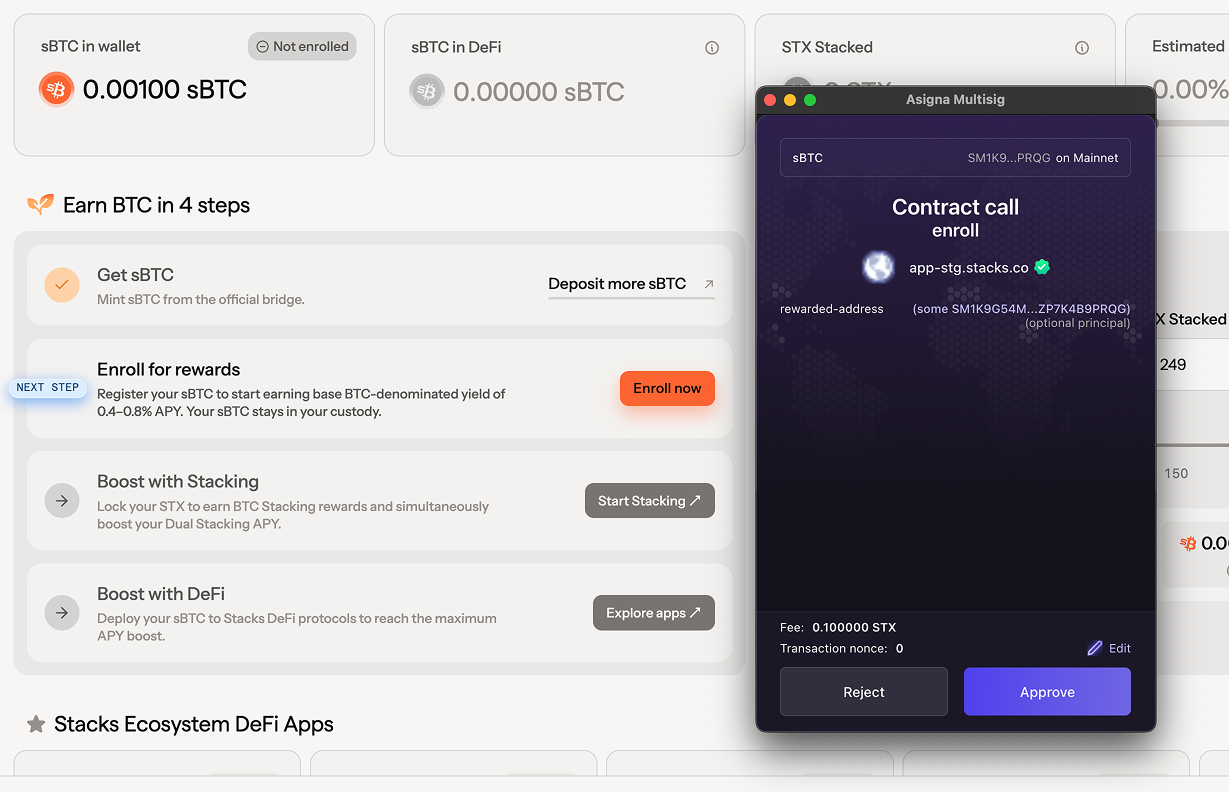 sBTC in wallet
Not enrolled
0.00100 sBTC
sBTC in DeFi
0.00000 sBTC
STX Stacked
Estimated
0.00%
Earn BTC in 4 steps
Get sBTC
Mint sBTC from the official bridge.
Deposit more sBTC
NEXT STEP
Enroll for rewards
Register your sBTC to start earning base BTC-denominated yield of
0.4–0.8% APY. Your sBTC stays in your custody.
Enroll now
Boost with Stacking
Lock your STX to earn BTC Stacking rewards and simultaneously
boost your Dual Stacking APY.
Start Stacking
Boost with DeFi
Deploy your sBTC to Stacks DeFi protocols to reach the maximum
APY boost.
Explore apps
Stacks Ecosystem DeFi Apps
Asigna Multisig
sBTC
SM1K9...PRQG on Mainnet
Contract call
enroll
app-stg.stacks.co
rewarded-address
(some SM1K9G54M...ZP7K4B9PRQG)
(optional principal)
Fee: 0.100000 STX
Transaction nonce: 0
Edit
Reject
Approve
X Stacked
249
150
0.0